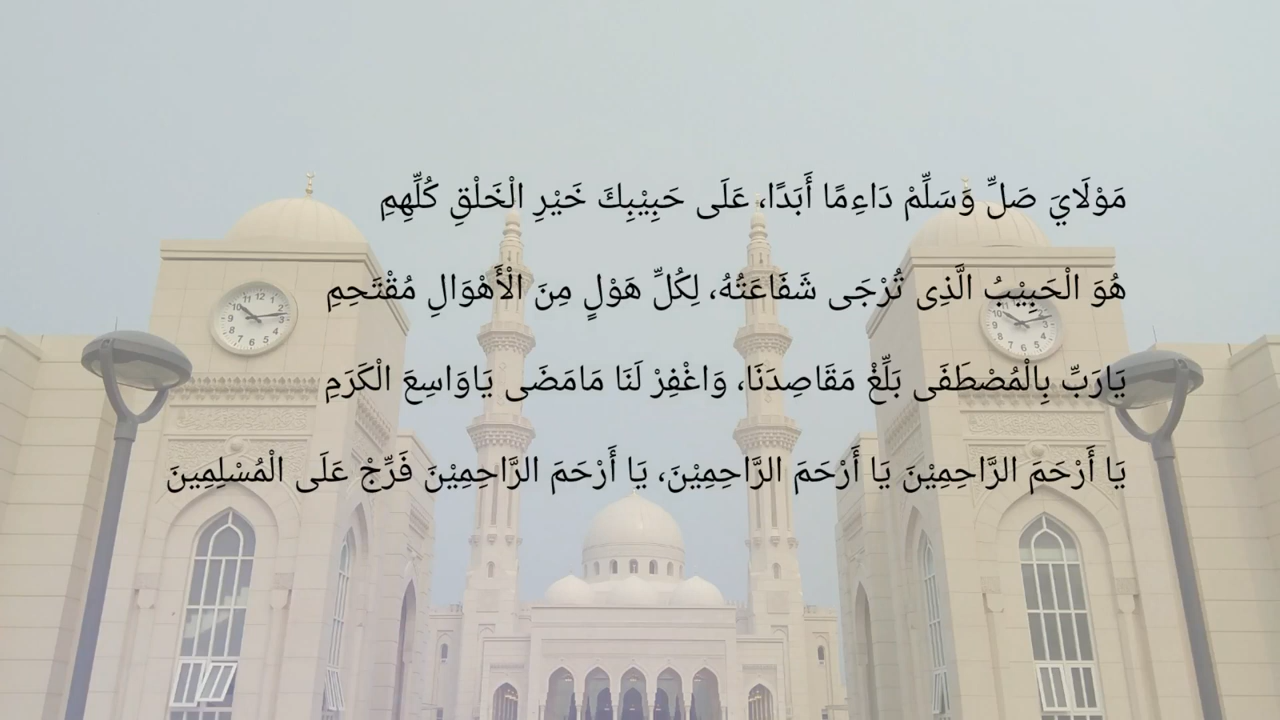 مَوْلَايَ صَلِّ وَسَلِّمْ دَاءِمًا أَبَدًا، عَلَى حَبِيْبِكَ خَيْرِ الْخَلْقِ كُلِّهِمِ
هُوَ الْحَبِيْبُ الَّذِى تُرْجَى شَفَاعَتُهُ، لِكُلِّ هَوْلٍ مِنَ الْأَهْوَالِ مُقْتَحِمِ
يَارَبِّ بِالْمُصْطَفَى بَلِّغْ مَقَاصِدَنَا، وَاغْفِرْ لَنَا مَامَضَى يَاوَاسِعَ الْكَرَمِ
يَا أَرْحَمَ الرَّاحِمِيْنَ يَا أَرْحَمَ الرَّاحِمِيْنَ، يَا أَرْحَمَ الرَّاحِمِيْنَ فَرِّجْ عَلَى الْمُسْلِمِينَ